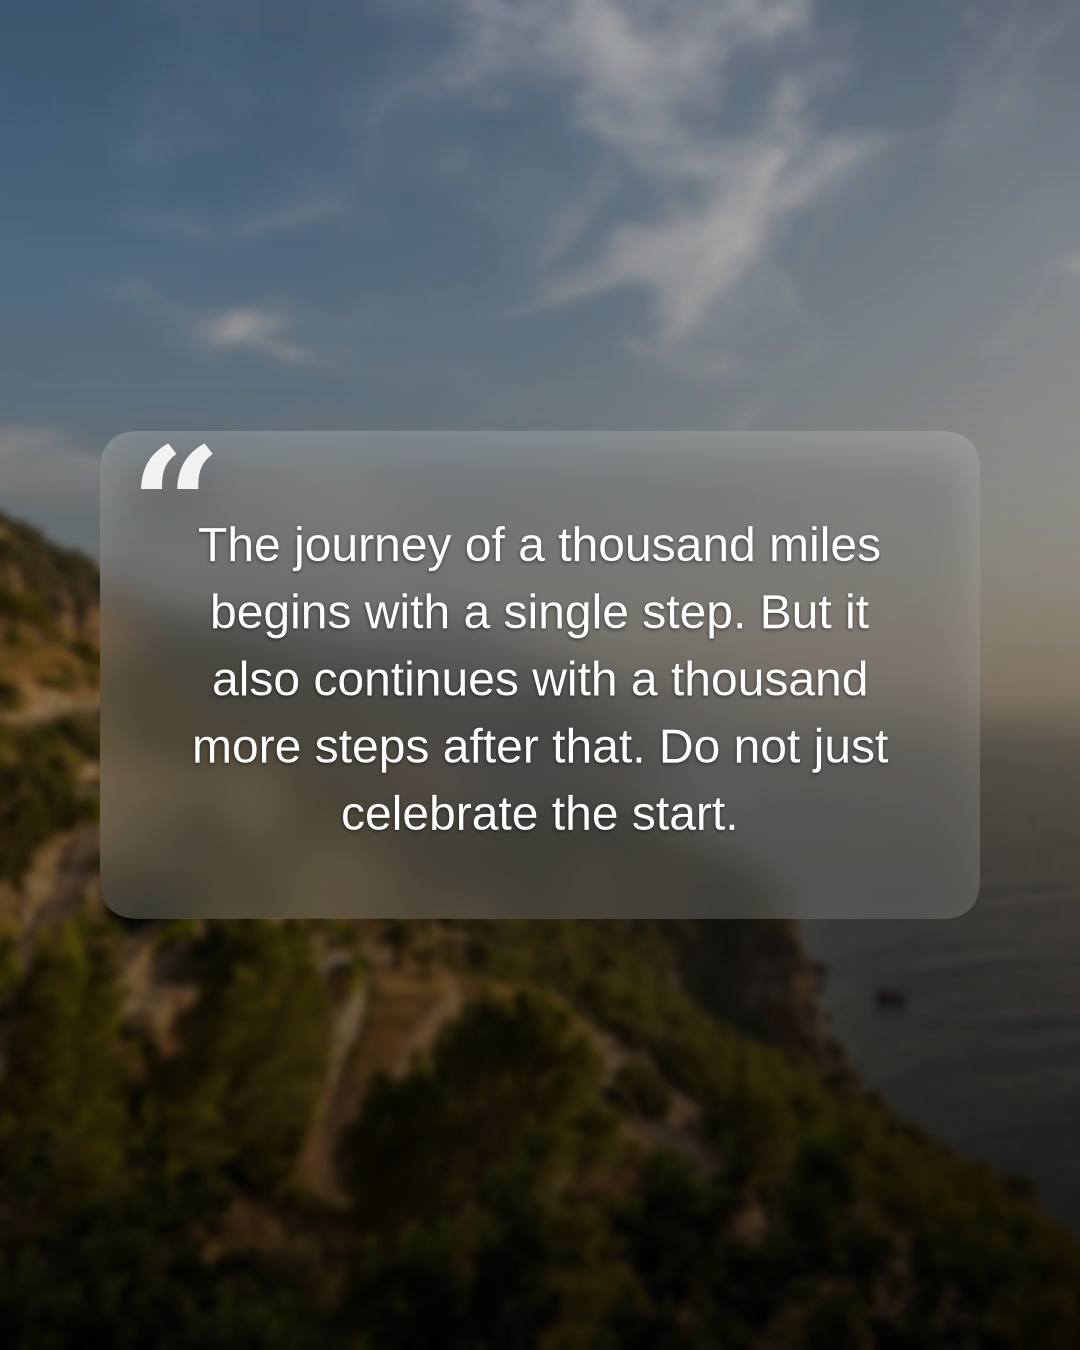 “
The journey of a thousand miles
begins with a single step. But it
also continues with a thousand
more steps after that. Do not just
celebrate the start.